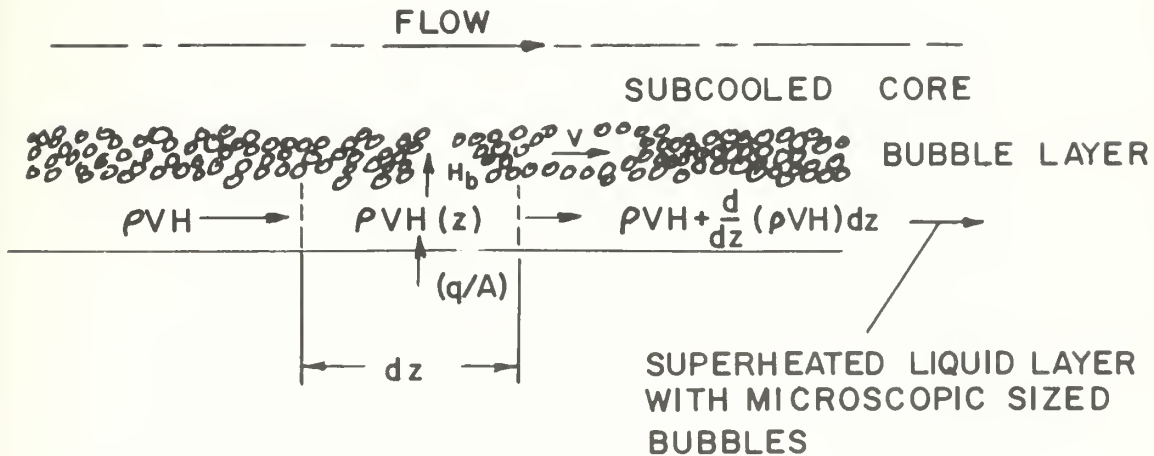 FLOW
SUBCOOLED CORE
V
BUBBLE LAYER
H_b
ρVH
ρVH(z)
ρVH + d/dz (ρVH)dz
(q/A)
dz
SUPERHEATED LIQUID LAYER
WITH MICROSCOPIC SIZED
BUBBLES